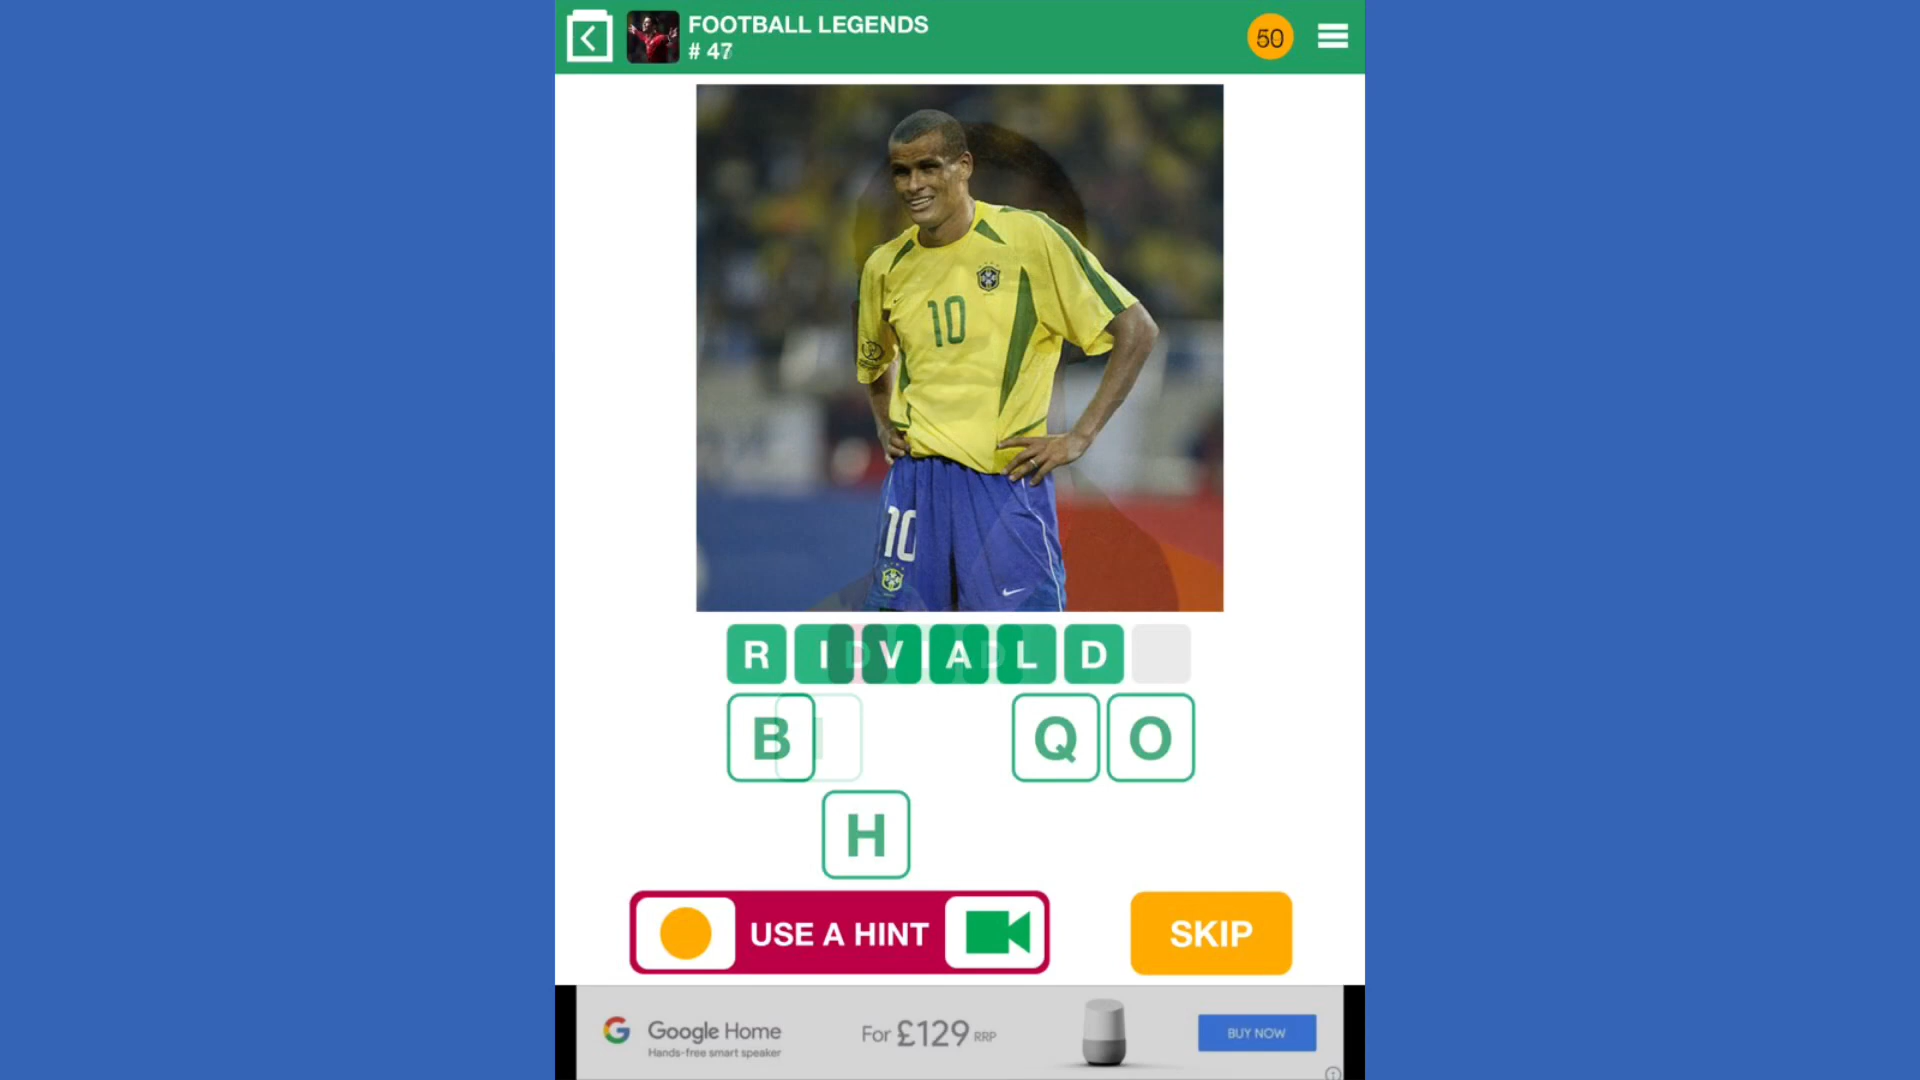 FOOTBALL LEGENDS
# 47
50
10
10
R I V A L D
B Q O
H
USE A HINT
SKIP
Google Home
Hands-free smart speaker
For £129 RRP
BUY NOW